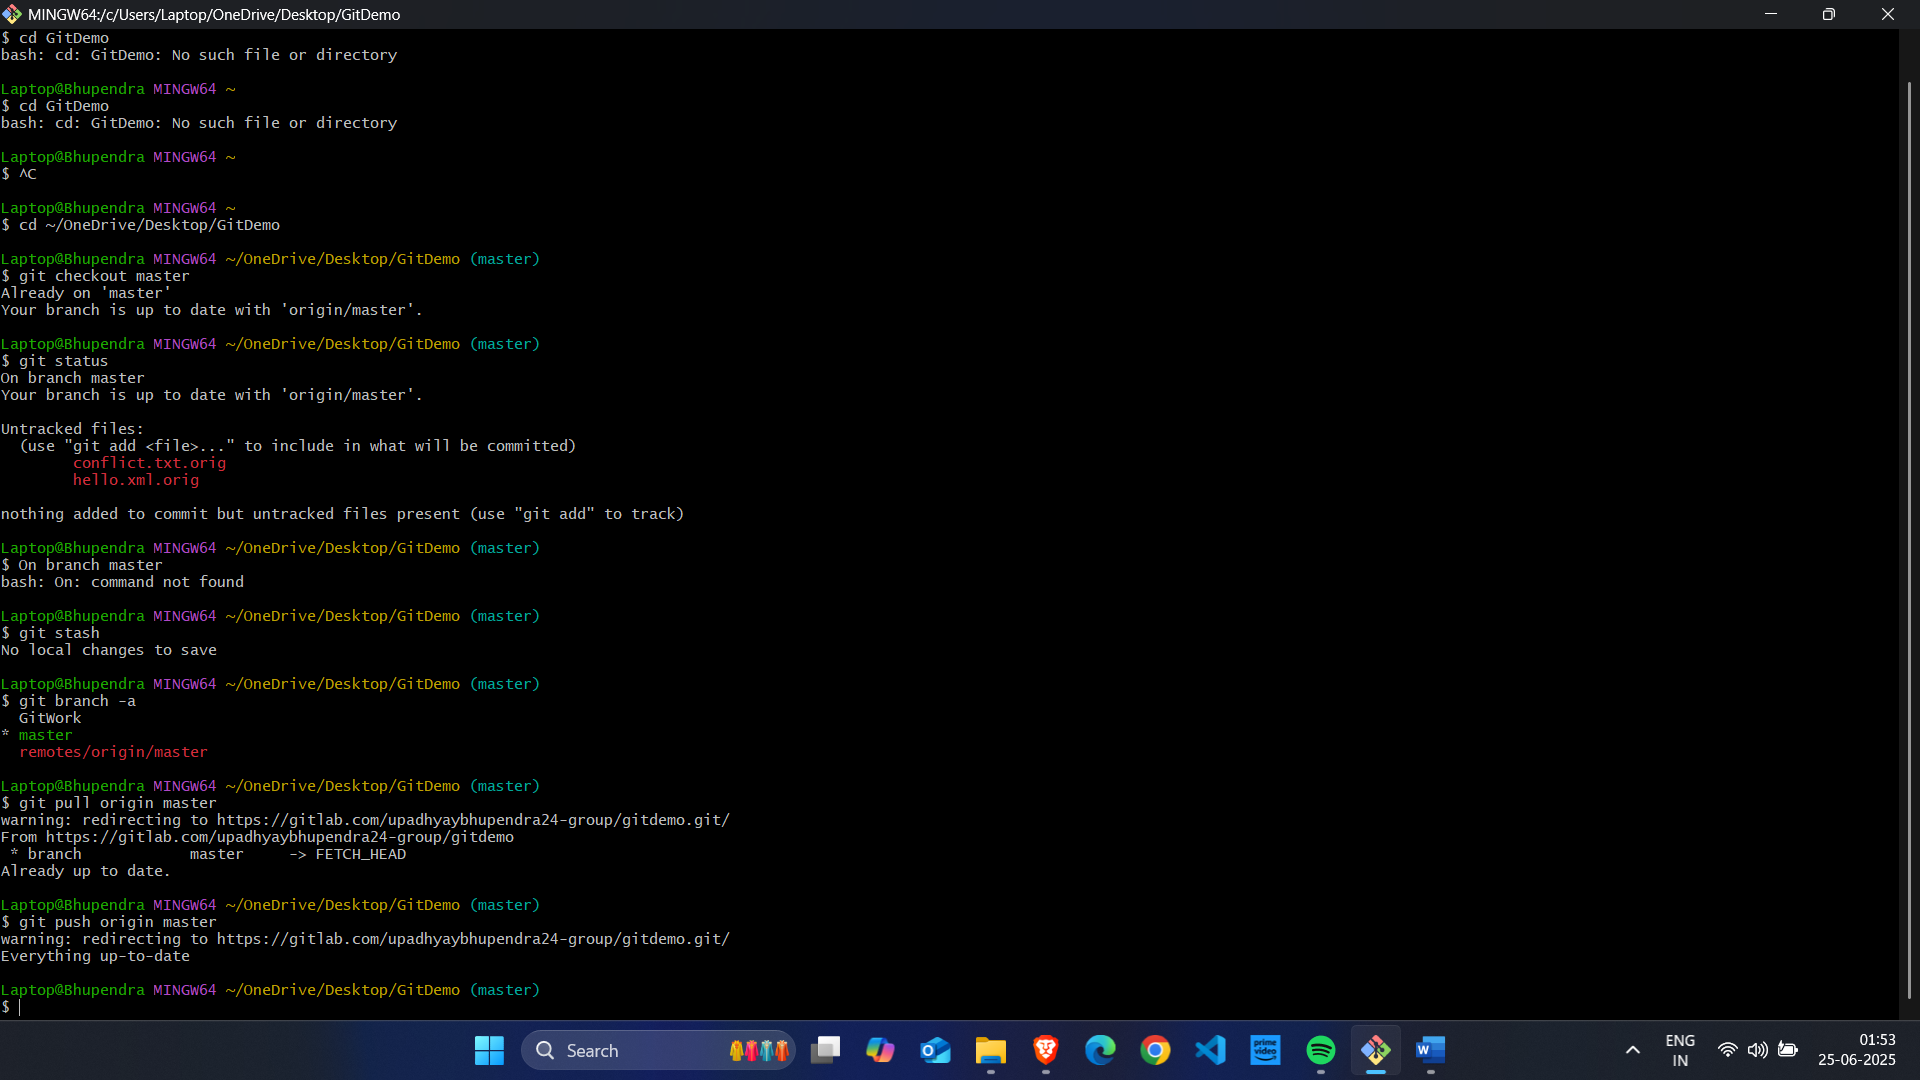 MINGW64:/c/Users/Laptop/OneDrive/Desktop/GitDemo
$ cd GitDemo
bash: cd: GitDemo: No such file or directory
Laptop@Bhupendra MINGW64 ~
$ cd GitDemo
bash: cd: GitDemo: No such file or directory
Laptop@Bhupendra MINGW64 ~
$ ^C
Laptop@Bhupendra MINGW64 ~
$ cd ~/OneDrive/Desktop/GitDemo
Laptop@Bhupendra MINGW64 ~/OneDrive/Desktop/GitDemo (master)
$ git checkout master
Already on 'master'
Your branch is up to date with 'origin/master'.
Laptop@Bhupendra MINGW64 ~/OneDrive/Desktop/GitDemo (master)
$ git status
On branch master
Your branch is up to date with 'origin/master'.
Untracked files:
  (use "git add <file>..." to include in what will be committed)
        conflict.txt.orig
        hello.xml.orig
nothing added to commit but untracked files present (use "git add" to track)
Laptop@Bhupendra MINGW64 ~/OneDrive/Desktop/GitDemo (master)
$ On branch master
bash: On: command not found
Laptop@Bhupendra MINGW64 ~/OneDrive/Desktop/GitDemo (master)
$ git stash
No local changes to save
Laptop@Bhupendra MINGW64 ~/OneDrive/Desktop/GitDemo (master)
$ git branch -a
  GitWork
* master
  remotes/origin/master
Laptop@Bhupendra MINGW64 ~/OneDrive/Desktop/GitDemo (master)
$ git pull origin master
warning: redirecting to https://gitlab.com/upadhyaybhupendra24-group/gitdemo.git/
From https://gitlab.com/upadhyaybhupendra24-group/gitdemo
 * branch            master     -> FETCH_HEAD
Already up to date.
Laptop@Bhupendra MINGW64 ~/OneDrive/Desktop/GitDemo (master)
$ git push origin master
warning: redirecting to https://gitlab.com/upadhyaybhupendra24-group/gitdemo.git/
Everything up-to-date
Laptop@Bhupendra MINGW64 ~/OneDrive/Desktop/GitDemo (master)
$
Search
prime video
W
ENG
IN
01:53
25-06-2025